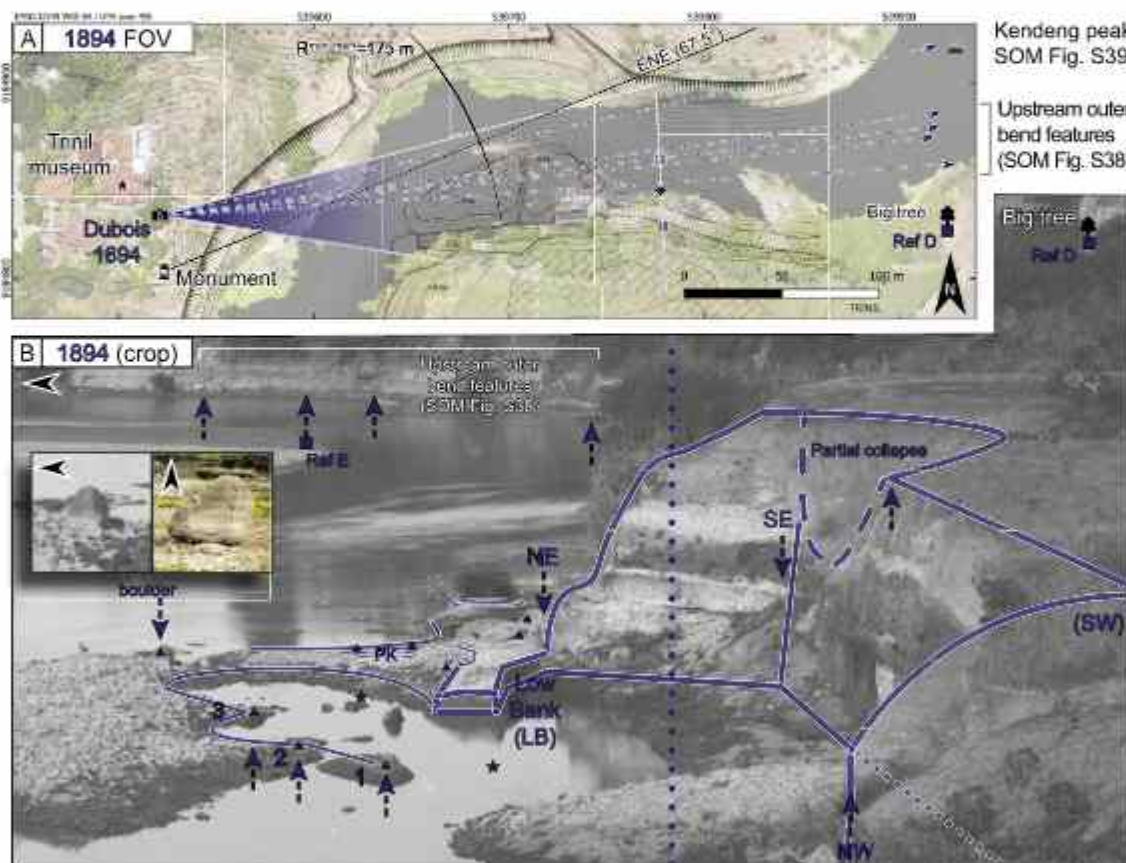 A 1894 FOV
Kendeng peak
SOM Fig. S39
ENE (67.5°)
Upstream outer
bend features
(SOM Fig. S38
Trinil
museum
Dubois
1894
Monument
Big tree
Ref D
0 50 100 m
N
Big tree
Ref D
B 1894 (crop)
Upstream outer
bend features
Ref E
Partial collapse
SE
NE
boulder
(SW)
Pk
Low
Bank
(LB)
3
2
1
NW